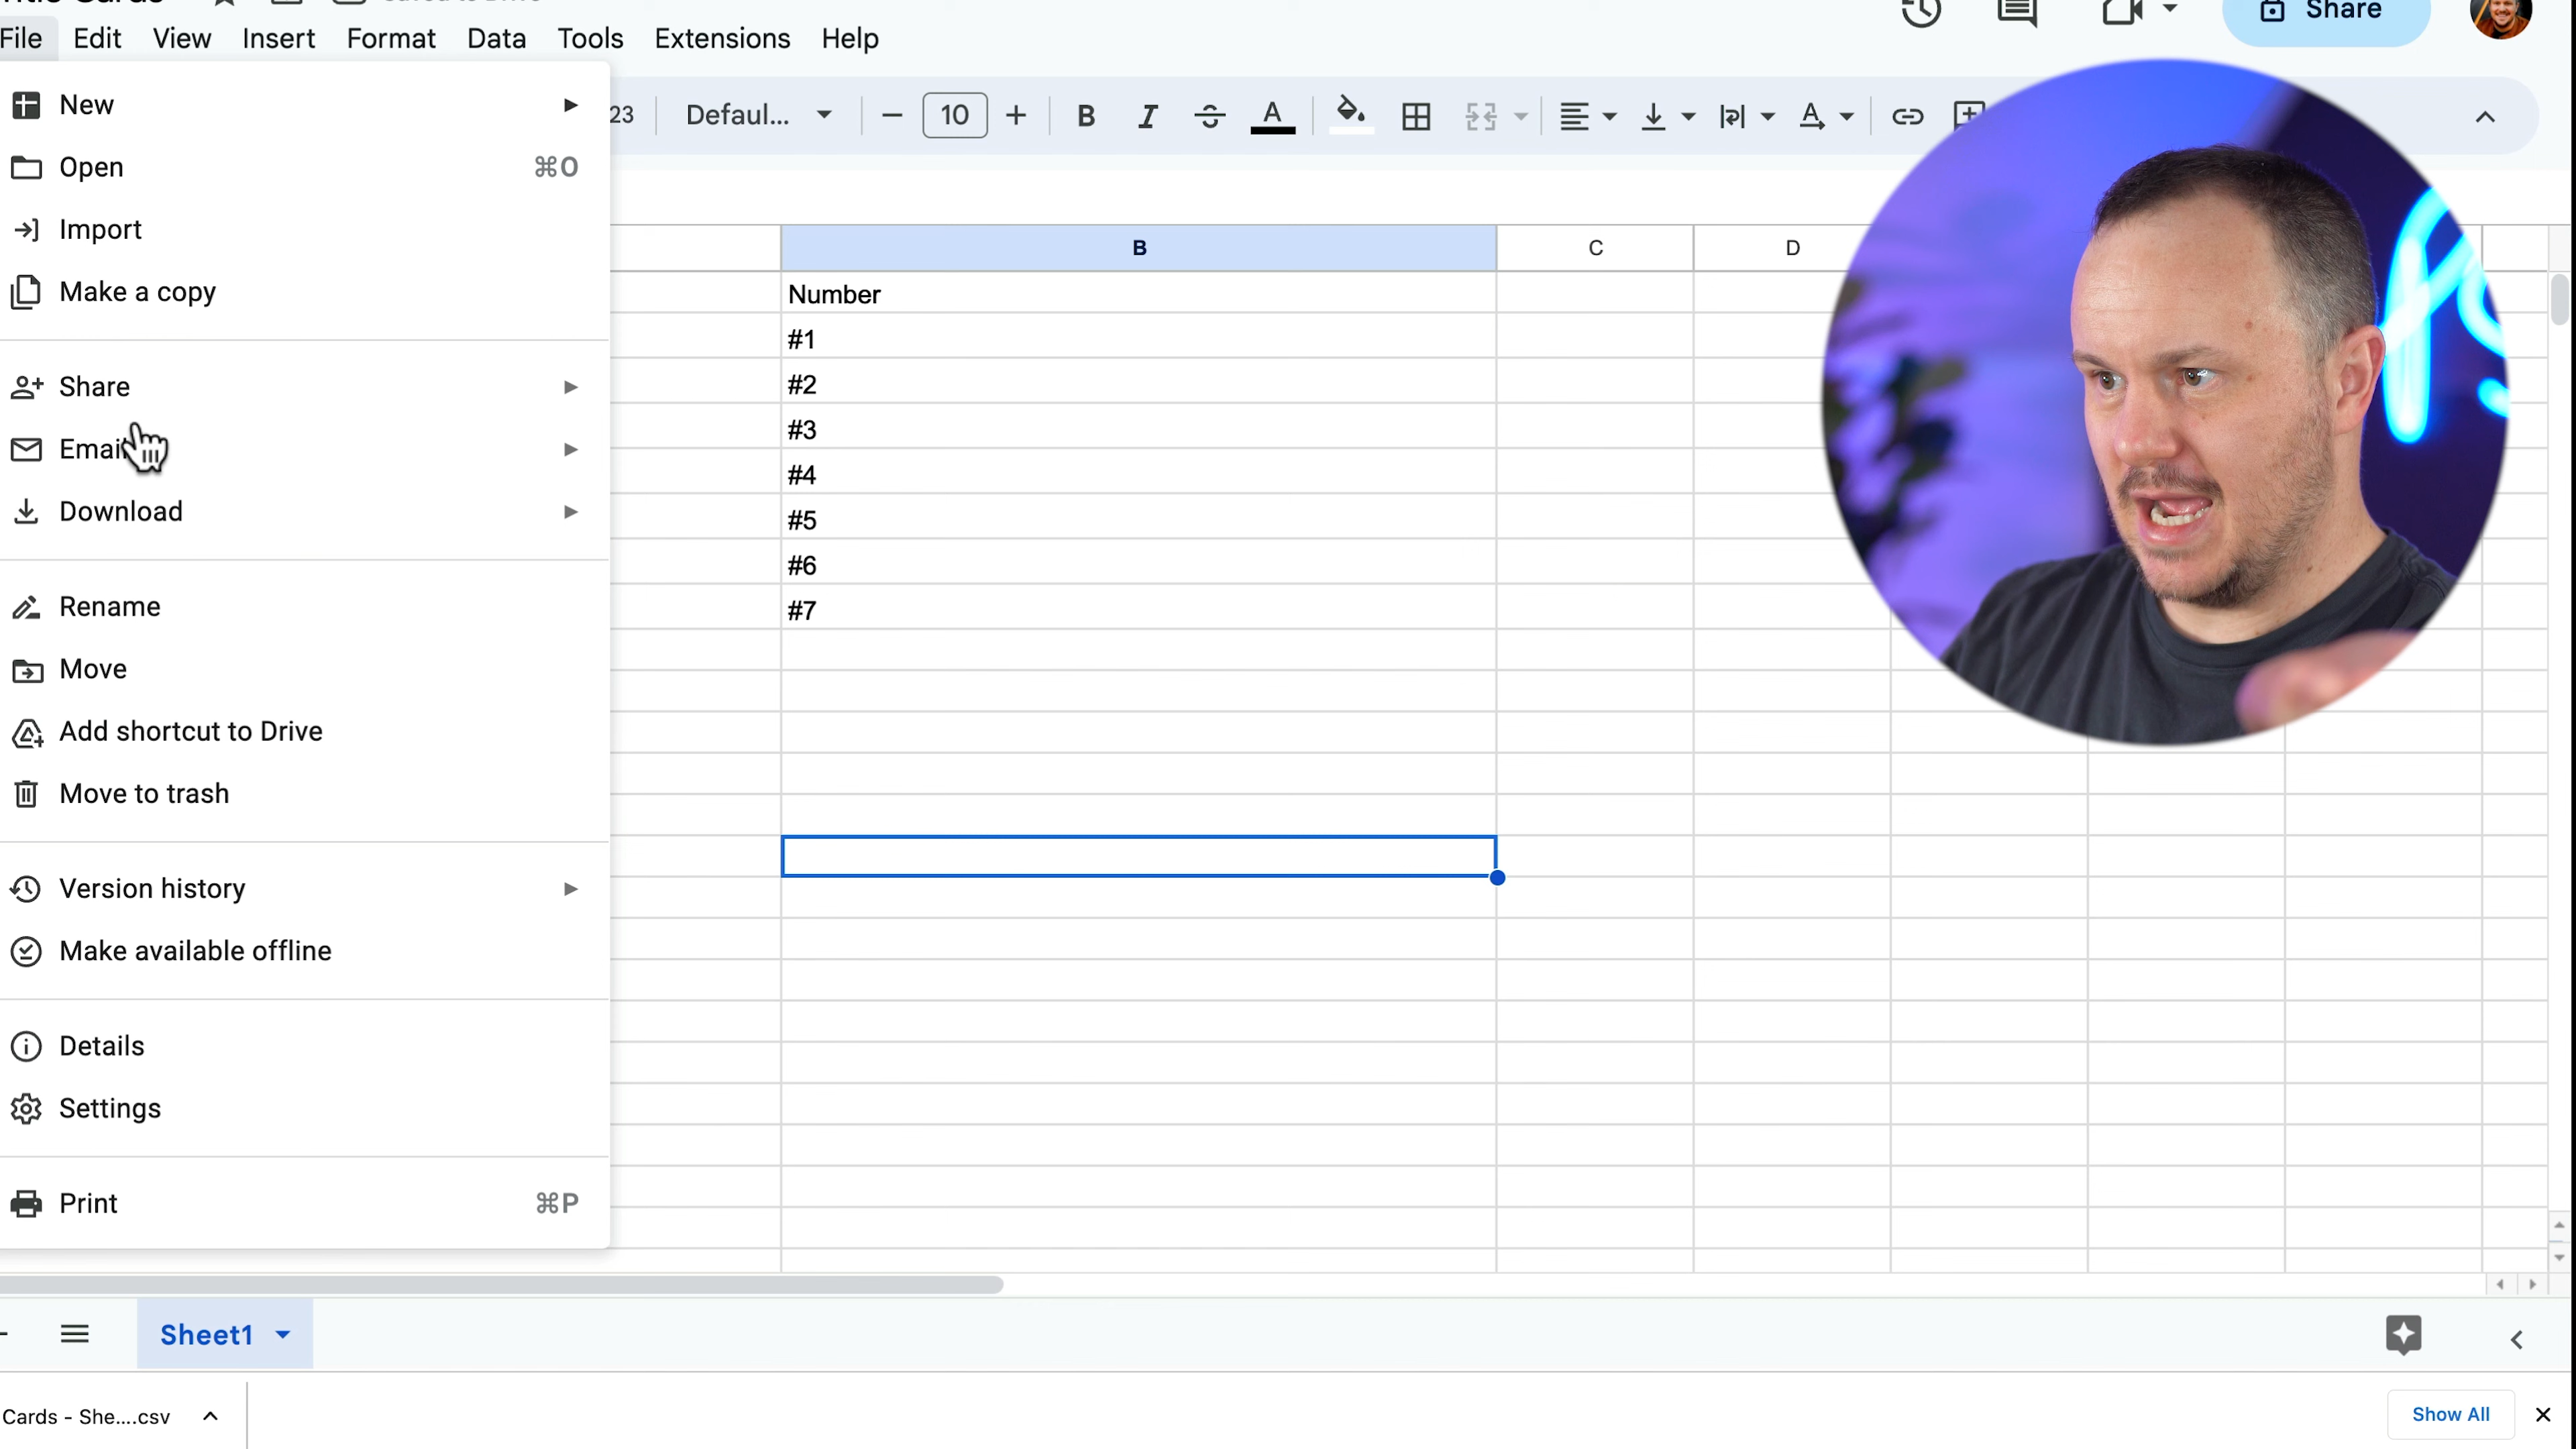 File Edit View Insert Format Data Tools Extensions Help
Share
New
Open ⌘O
Import
Make a copy
Share
Email
Download
Rename
Move
Add shortcut to Drive
Move to trash
Version history
Make available offline
Details
Settings
Print ⌘P
23 Defaul... 10 B I S A
B C D
Number
#1
#2
#3
#4
#5
#6
#7
Sheet1
Cards - She....csv
Show All